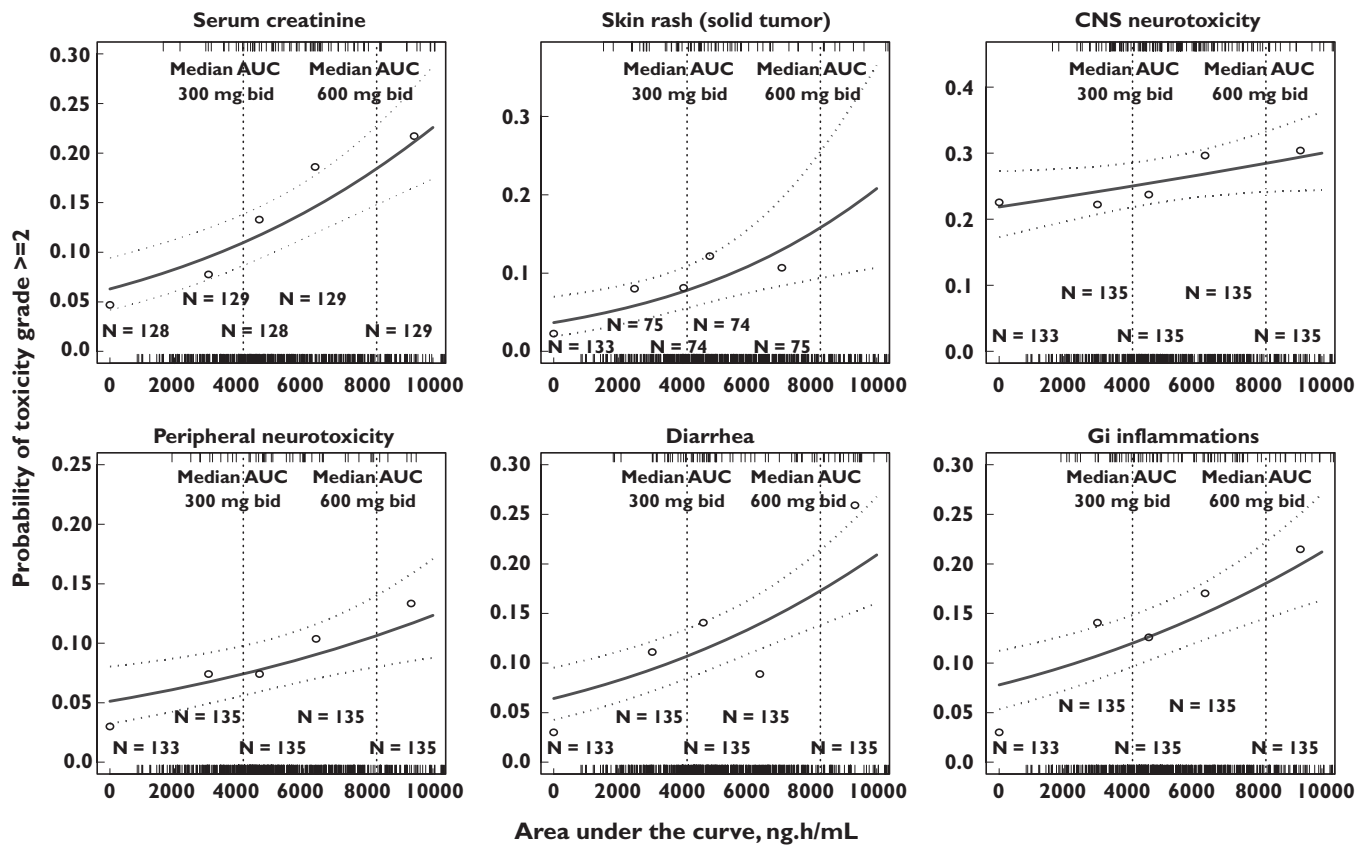 Probability of toxicity grade >=2
Serum creatinine
0.30
0.25
0.20
0.15
0.10
0.05
0.0
Median AUC
300 mg bid
Median AUC
600 mg bid
N = 129
N = 129
N = 128
N = 128
N = 129
0 2000 4000 6000 8000 10000
Skin rash (solid tumor)
0.3
0.2
0.1
0.0
Median AUC
300 mg bid
Median AUC
600 mg bid
N = 75
N = 74
N = 133
N = 74
N = 75
0 2000 4000 6000 8000 10000
CNS neurotoxicity
0.4
0.3
0.2
0.1
0.0
Median AUC
300 mg bid
Median AUC
600 mg bid
N = 135
N = 135
N = 133
N = 135
N = 135
0 2000 4000 6000 8000 10000
Peripheral neurotoxicity
0.25
0.20
0.15
0.10
0.05
0.0
Median AUC
300 mg bid
Median AUC
600 mg bid
N = 135
N = 135
N = 133
N = 135
N = 135
0 2000 4000 6000 8000 10000
Diarrhea
0.30
0.25
0.20
0.15
0.10
0.05
0.0
Median AUC
300 mg bid
Median AUC
600 mg bid
N = 135
N = 135
N = 133
N = 135
N = 135
0 2000 4000 6000 8000 10000
Gi inflammations
0.30
0.25
0.20
0.15
0.10
0.05
0.0
Median AUC
300 mg bid
Median AUC
600 mg bid
N = 135
N = 135
N = 133
N = 135
N = 135
0 2000 4000 6000 8000 10000
Area under the curve, ng.h/mL